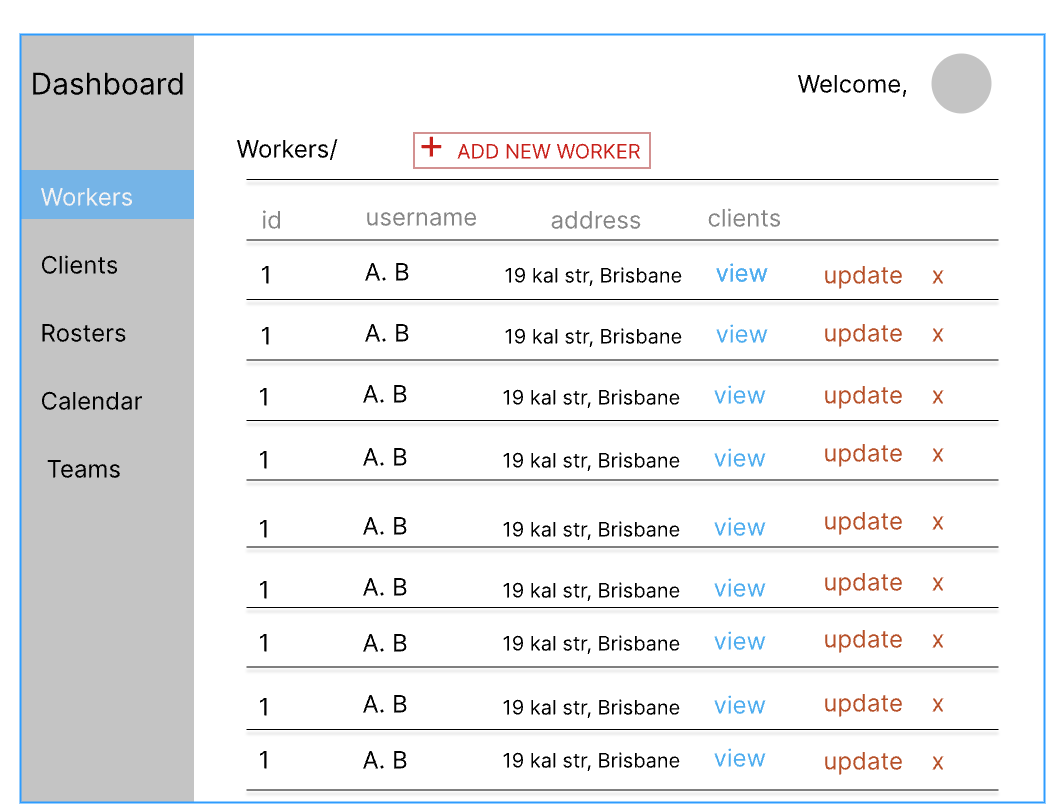 Dashboard
Welcome,
Workers/
+ ADD NEW WORKER
Workers
Clients
Rosters
Calendar
Teams
id username address clients
1 A. B 19 kal str, Brisbane view update x
1 A. B 19 kal str, Brisbane view update x
1 A. B 19 kal str, Brisbane view update x
1 A. B 19 kal str, Brisbane view update x
1 A. B 19 kal str, Brisbane view update x
1 A. B 19 kal str, Brisbane view update x
1 A. B 19 kal str, Brisbane view update x
1 A. B 19 kal str, Brisbane view update x
1 A. B 19 kal str, Brisbane view update x